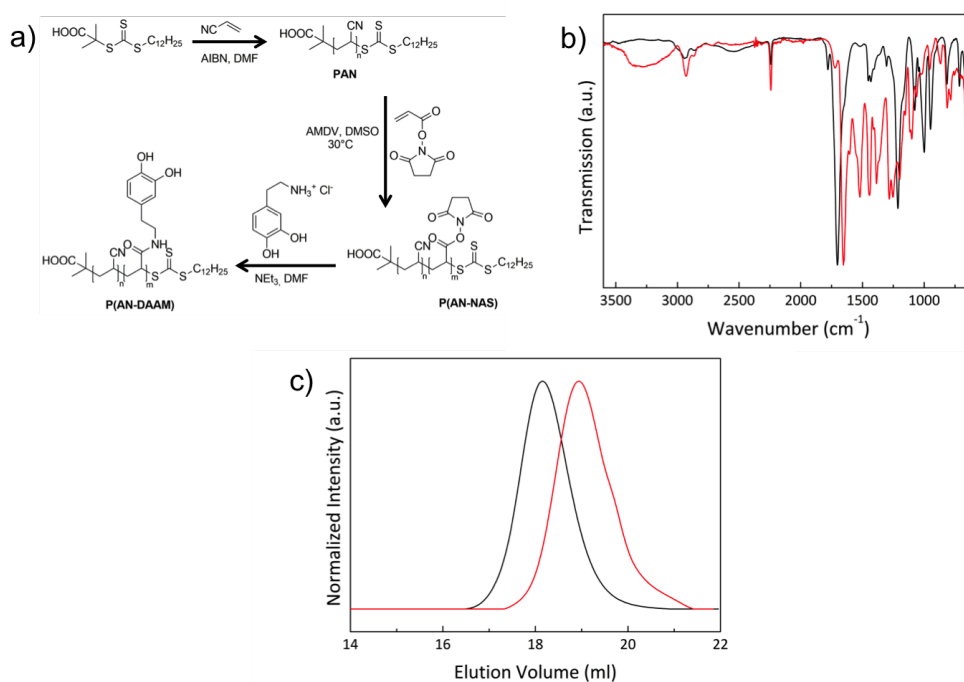 a)
HOOC
S
S
S
C12H25
NC
AIBN, DMF
HOOC
CN
n
S
S
S
C12H25
PAN
AMDV, DMSO
30°C
O
O
N
O
O
OH
HO
NH3+ Cl-
OH
OH
NEt3, DMF
O
N
O
HOOC
CN
O
O
n
m
S
S
S
C12H25
P(AN-NAS)
HOOC
CN
O
NH
n
m
S
S
S
C12H25
P(AN-DAAM)
b)
Transmission (a.u.)
3500 3000 2500 2000 1500 1000
Wavenumber (cm-1)
c)
Normalized Intensity (a.u.)
14 16 18 20 22
Elution Volume (ml)